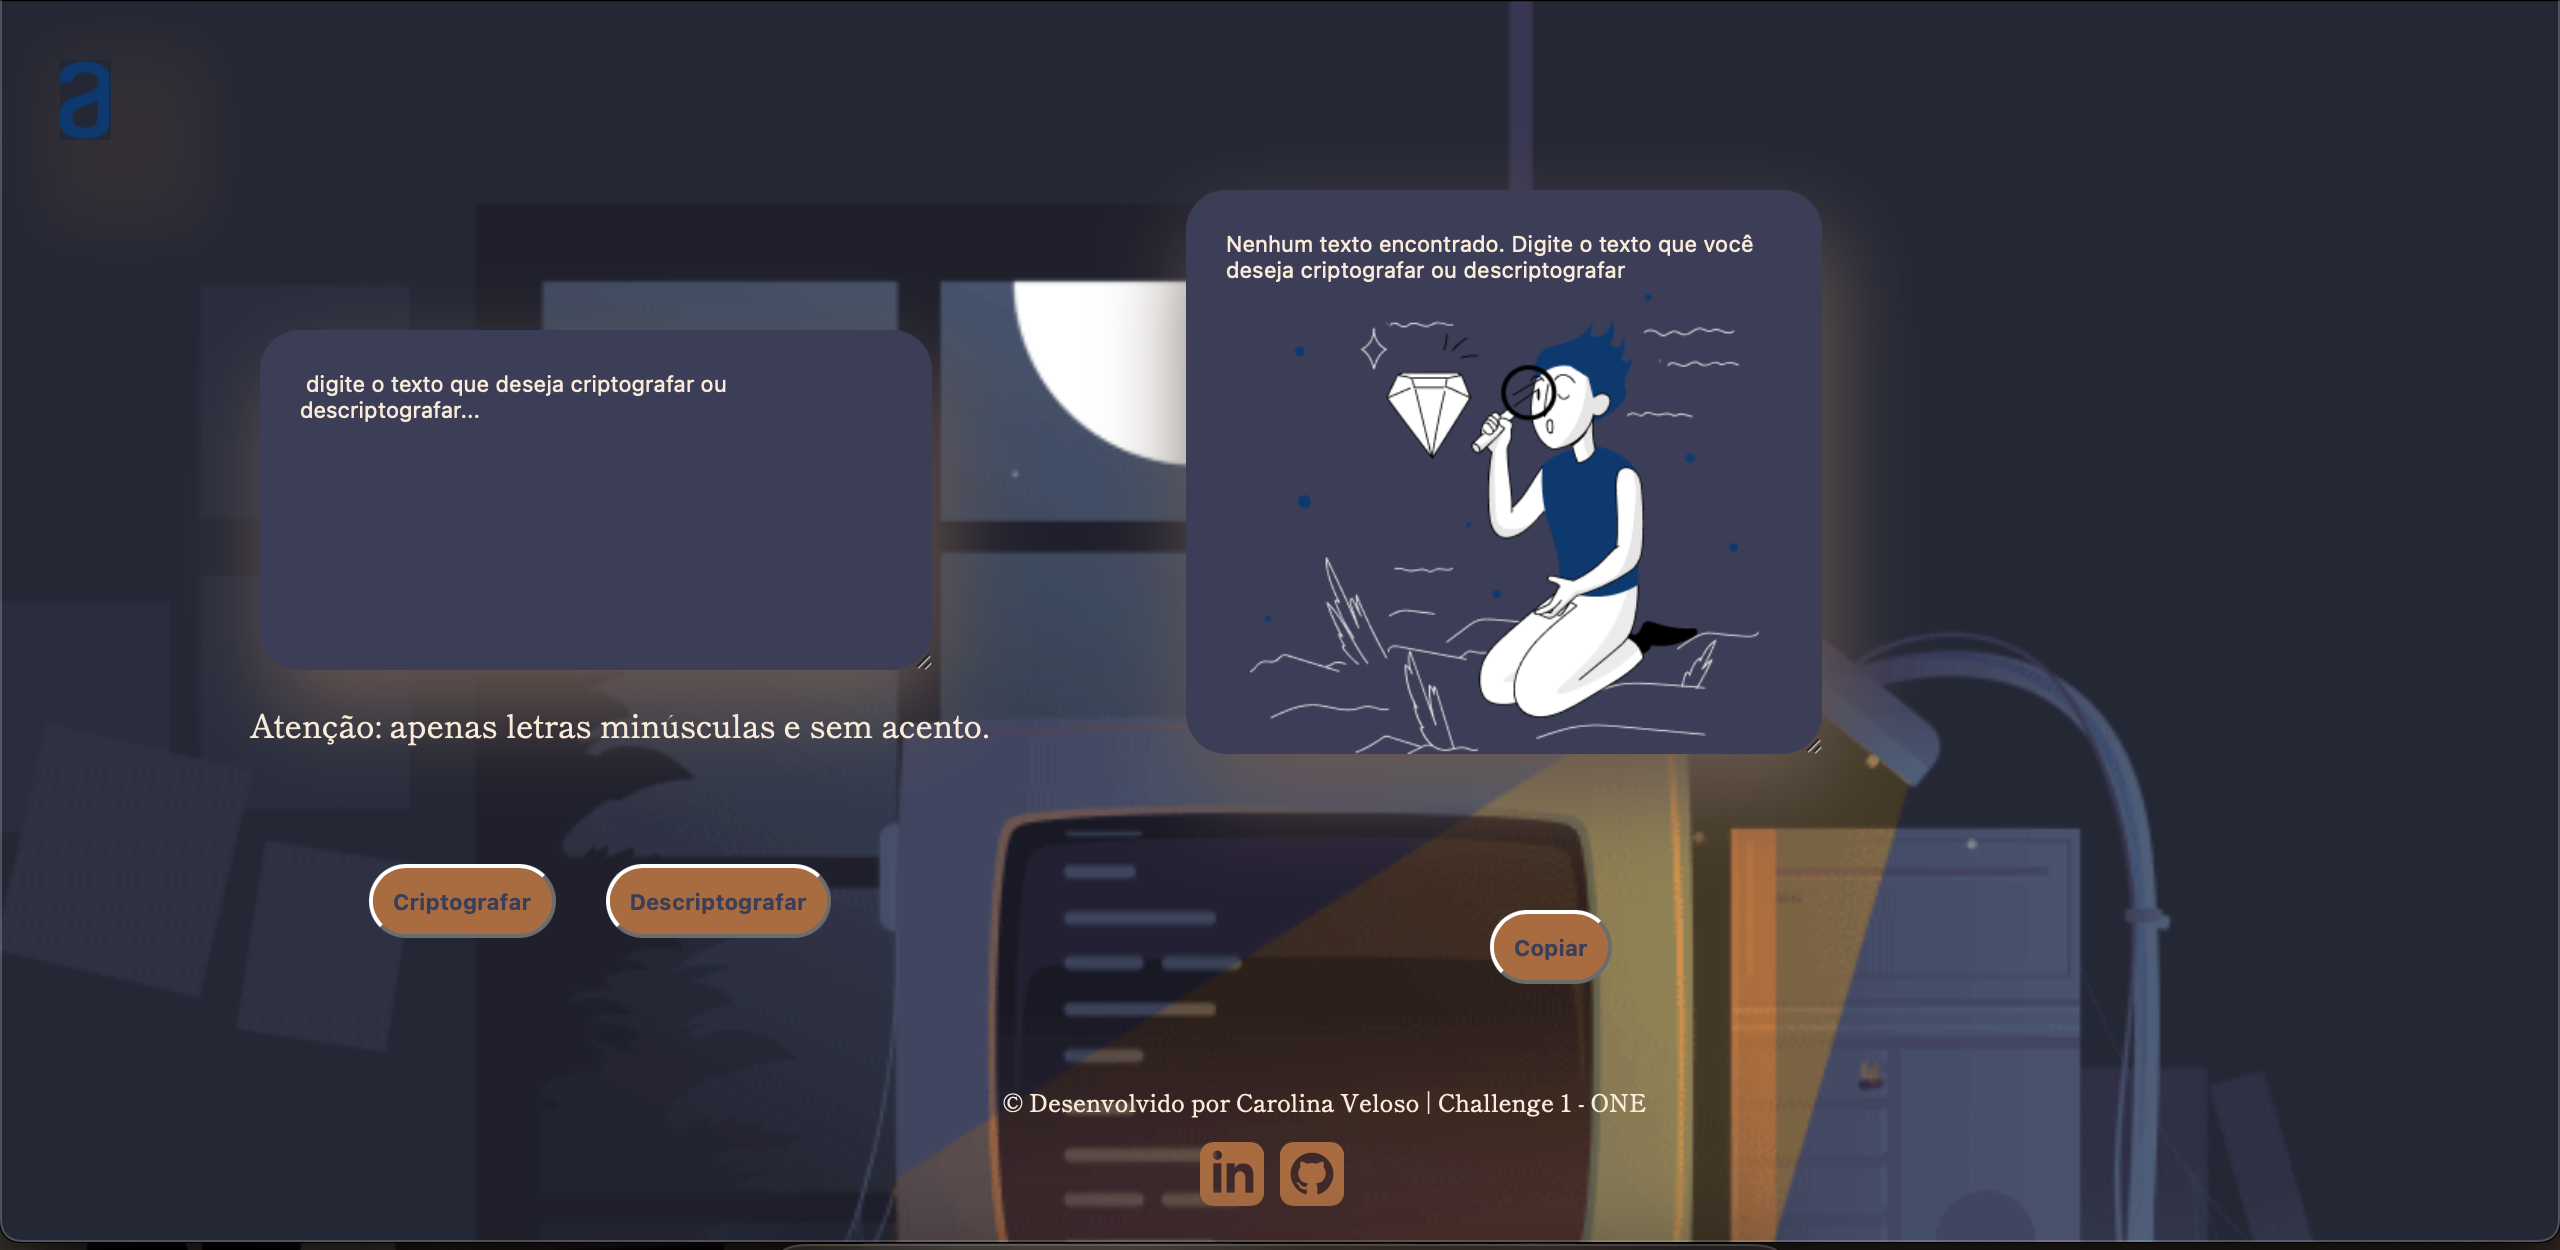 a
digite o texto que deseja criptografar ou
descriptografar...
Atenção: apenas letras minúsculas e sem acento.
Criptografar
Descriptografar
Nenhum texto encontrado. Digite o texto que você
deseja criptografar ou descriptografar
Copiar
© Desenvolvido por Carolina Veloso | Challenge 1 - ONE
in